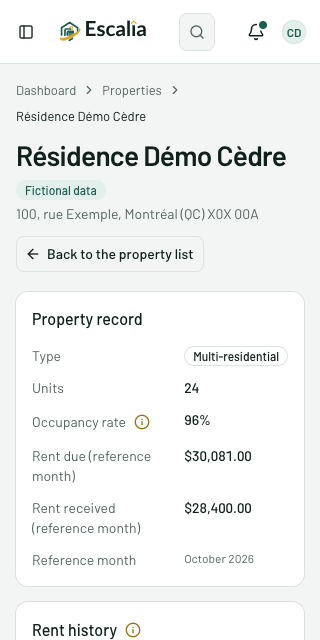 Escalia
CD
Dashboard > Properties >
Résidence Démo Cèdre
Résidence Démo Cèdre
Fictional data
100, rue Exemple, Montréal (QC) X0X 00A
← Back to the property list
Property record
Type Multi-residential
Units 24
Occupancy rate 96%
Rent due (reference
month) $30,081.00
Rent received
(reference month) $28,400.00
Reference month October 2026
Rent history